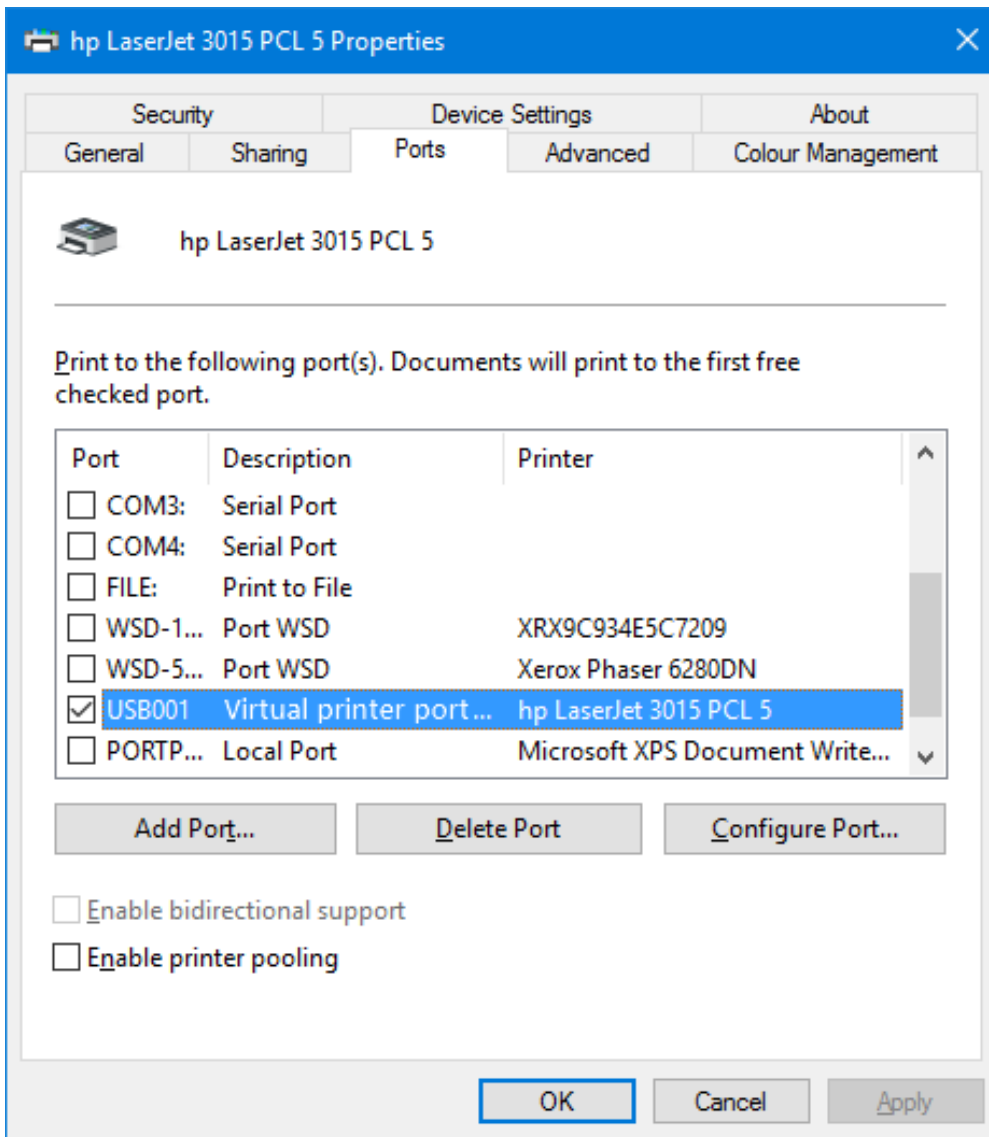 hp LaserJet 3015 PCL 5 Properties
Security Device Settings About
General Sharing Ports Advanced Colour Management
hp LaserJet 3015 PCL 5
Print to the following port(s). Documents will print to the first free
checked port.
Port Description Printer
COM3: Serial Port
COM4: Serial Port
FILE: Print to File
WSD-1... Port WSD XRX9C934E5C7209
WSD-5... Port WSD Xerox Phaser 6280DN
USB001 Virtual printer port... hp LaserJet 3015 PCL 5
PORTP... Local Port Microsoft XPS Document Write...
Add Port... Delete Port Configure Port...
Enable bidirectional support
Enable printer pooling
OK Cancel Apply